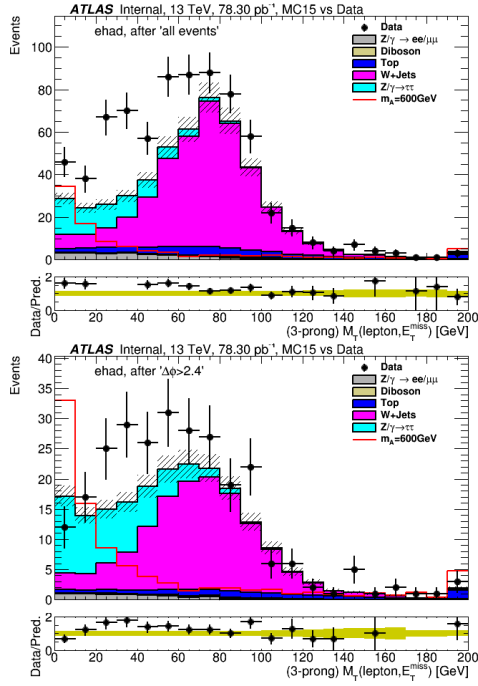 ATLAS Internal, 13 TeV, 78.30 pb⁻¹, MC15 vs Data
Events
ehad, after 'all events'
Data
Z/γ → ee/μμ
Diboson
Top
W+Jets
Z/γ→ττ
m_A=600GeV
100
80
60
40
20
0
Data/Pred.
2
0
0 20 40 60 80 100 120 140 160 180 200
(3-prong) M_T(lepton,E_T^miss) [GeV]
ATLAS Internal, 13 TeV, 78.30 pb⁻¹, MC15 vs Data
Events
ehad, after 'Δϕ>2.4'
Data
Z/γ → ee/μμ
Diboson
Top
W+Jets
Z/γ→ττ
m_A=600GeV
40
35
30
25
20
15
10
5
0
Data/Pred.
2
0
0 20 40 60 80 100 120 140 160 180 200
(3-prong) M_T(lepton,E_T^miss) [GeV]